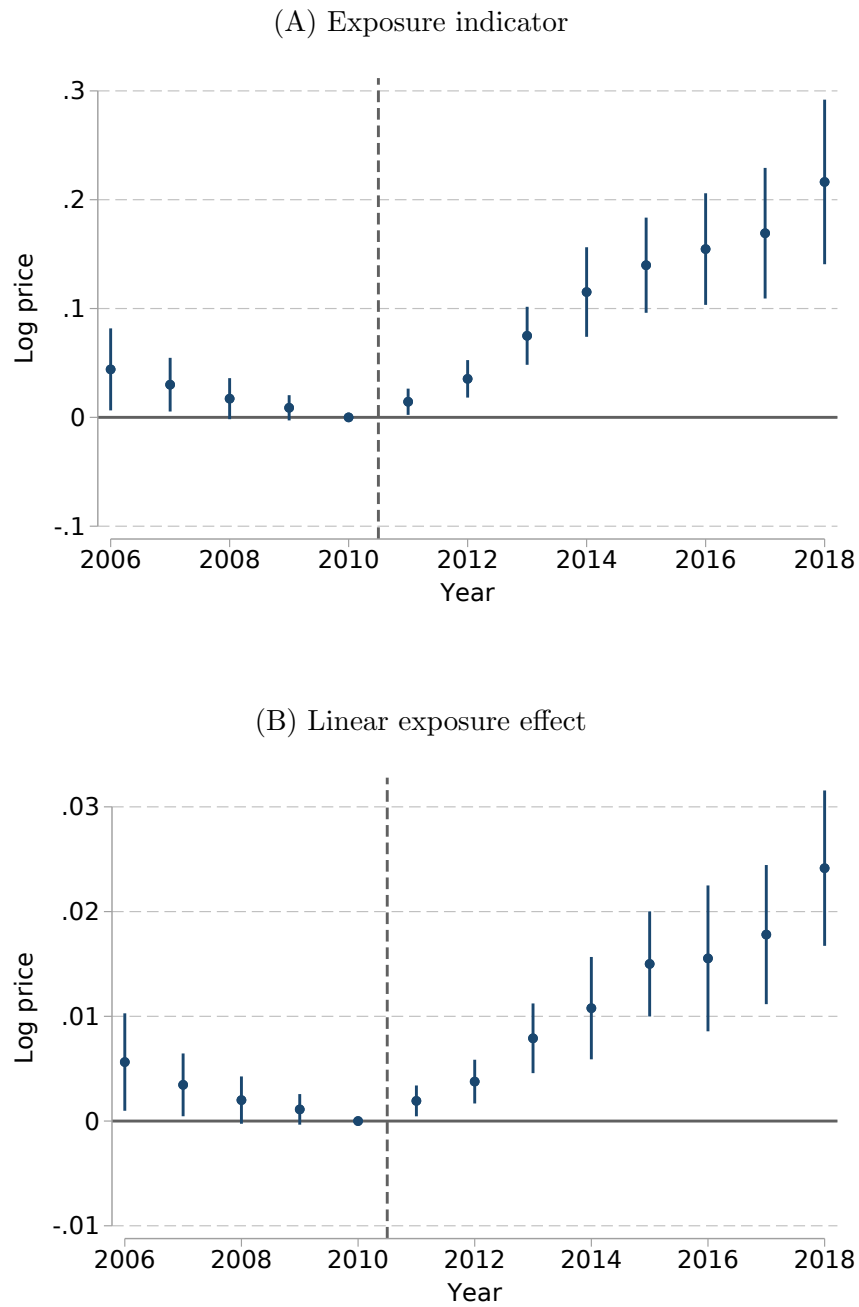 (A) Exposure indicator
.3
.2
.1
0
-.1
Log price
2006 2008 2010 2012 2014 2016 2018
Year
(B) Linear exposure effect
.03
.02
.01
0
-.01
Log price
2006 2008 2010 2012 2014 2016 2018
Year